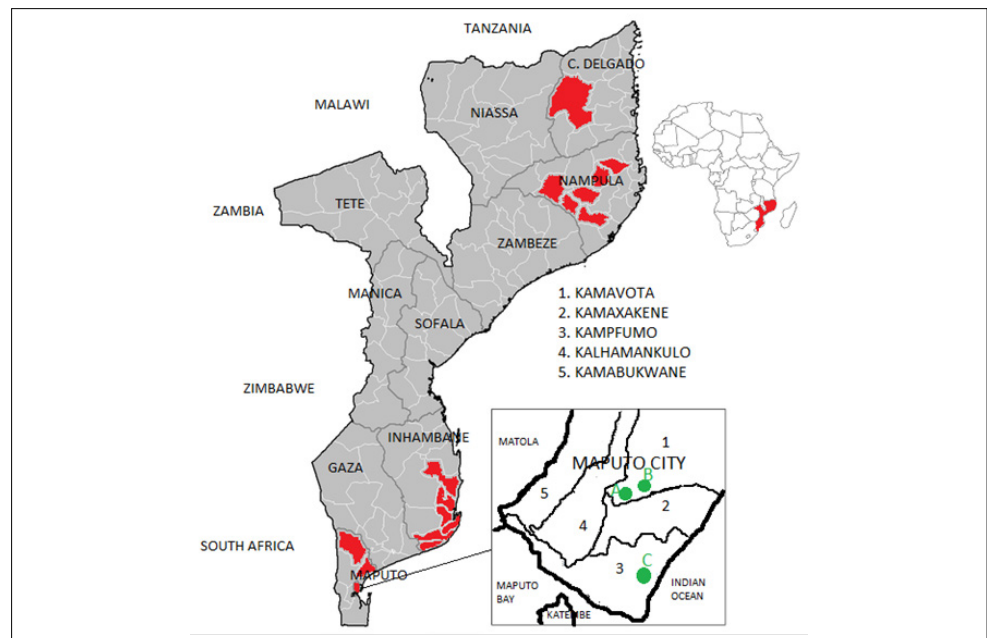 TANZANIA
C. DELGADO
MALAWI
NIASSA
NAMPULA
ZAMBIA
TETE
ZAMBEZE
MANICA
SOFALA
1. KAMAVOTA
2. KAMAXAKENE
3. KAMPFUMO
4. KALHAMANKULO
5. KAMABUKWANE
ZIMBABWE
INHAMBANE
GAZA
SOUTH AFRICA
MAPUTO
MATOLA
1
MAPUTO CITY
A
B
5
2
4
3
C
MAPUTO
BAY
INDIAN
OCEAN
KATEMBE